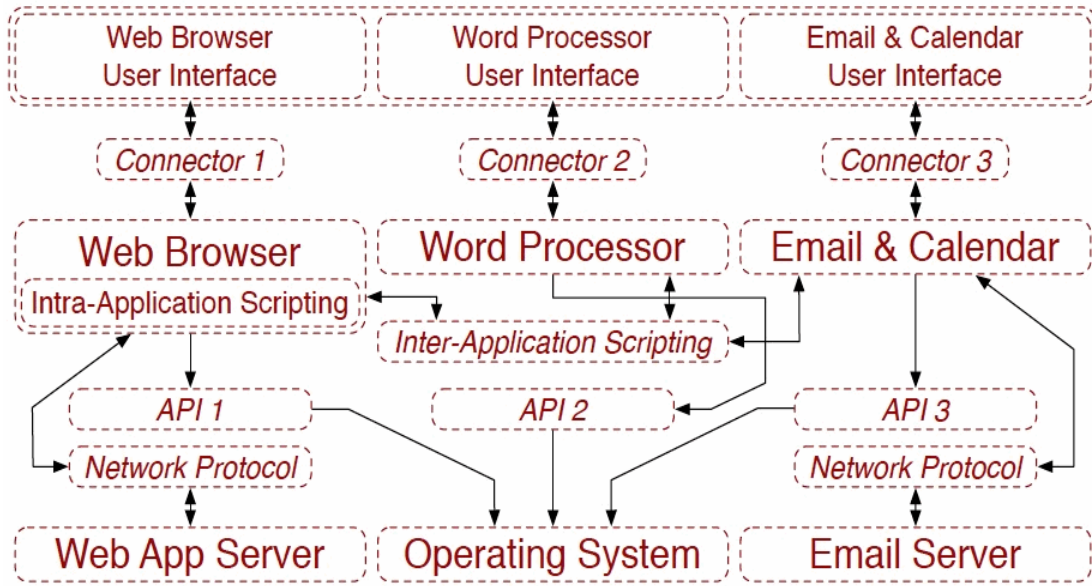 Web Browser
User Interface
Word Processor
User Interface
Email & Calendar
User Interface
Connector 1
Connector 2
Connector 3
Web Browser
Intra-Application Scripting
Word Processor
Email & Calendar
Inter-Application Scripting
API 1
API 2
API 3
Network Protocol
Network Protocol
Web App Server
Operating System
Email Server